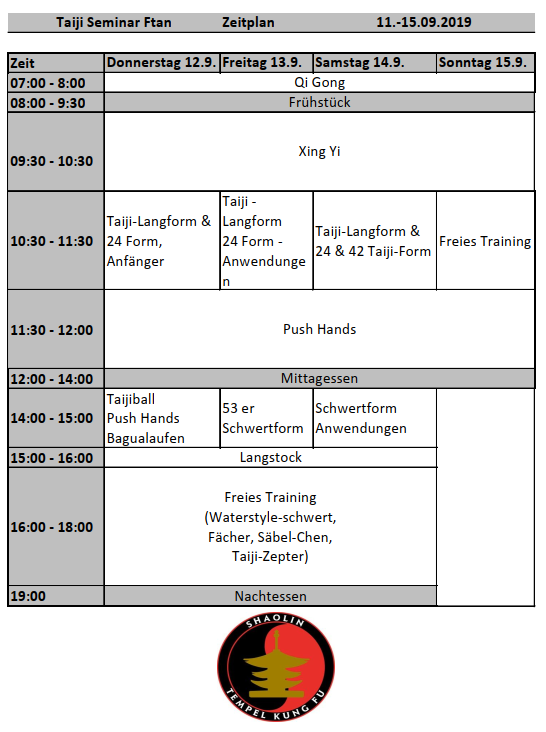 Taiji Seminar Ftan Zeitplan 11.-15.09.2019
Zeit Donnerstag 12.9. Freitag 13.9. Samstag 14.9. Sonntag 15.9.
07:00 - 8:00 Qi Gong
08:00 - 9:30 Frühstück
09:30 - 10:30 Xing Yi
10:30 - 11:30
Taiji-Langform &
24 Form,
Anfänger
Taiji -
Langform
24 Form -
Anwendunge
n
Taiji-Langform &
24 & 42 Taiji-Form
Freies Training
11:30 - 12:00 Push Hands
12:00 - 14:00 Mittagessen
14:00 - 15:00
Taijiball
Push Hands
Bagualaufen
53 er
Schwertform
Schwertform
Anwendungen
15:00 - 16:00 Langstock
16:00 - 18:00
Freies Training
(Waterstyle-schwert,
Fächer, Säbel-Chen,
Taiji-Zepter)
19:00 Nachtessen
SHAOLIN
TEMPEL KUNG FU